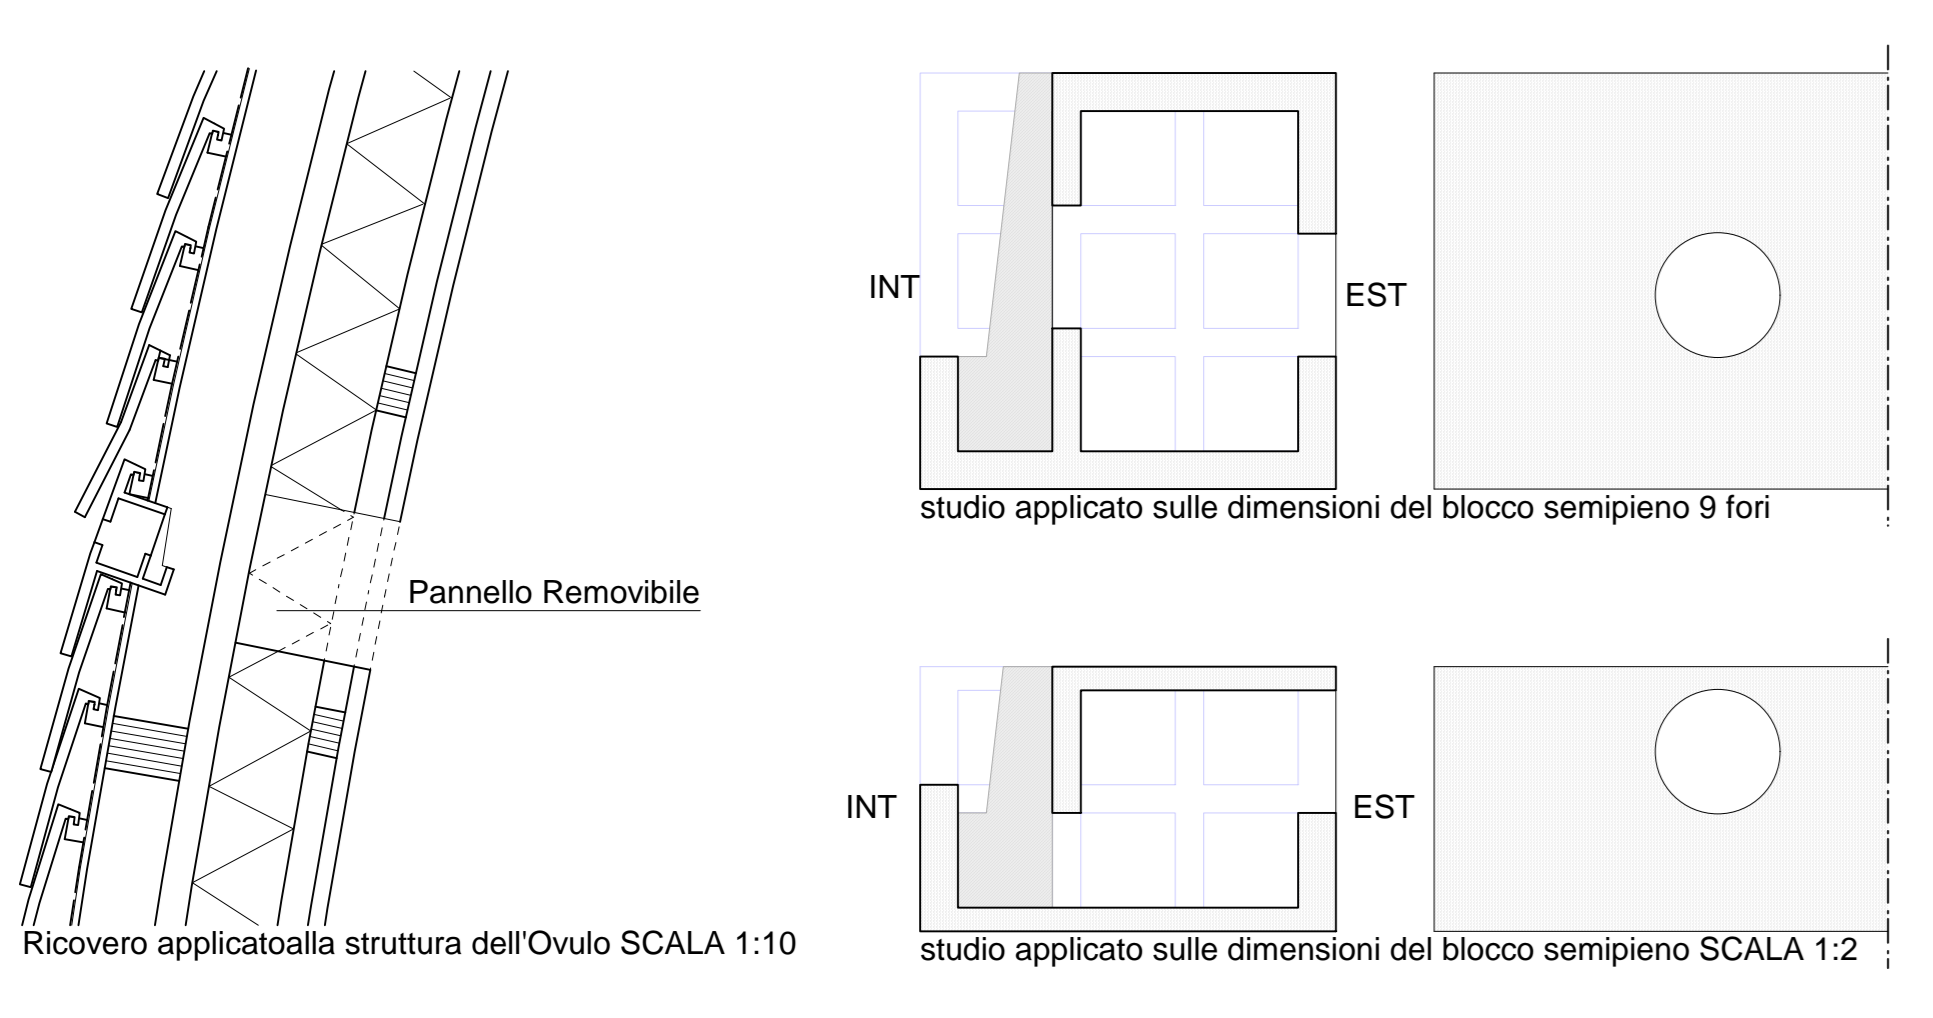 INT
EST
studio applicato sulle dimensioni del blocco semipieno 9 fori
Pannello Removibile
INT
EST
Ricovero applicatoalla struttura dell'Ovulo SCALA 1:10
studio applicato sulle dimensioni del blocco semipieno SCALA 1:2